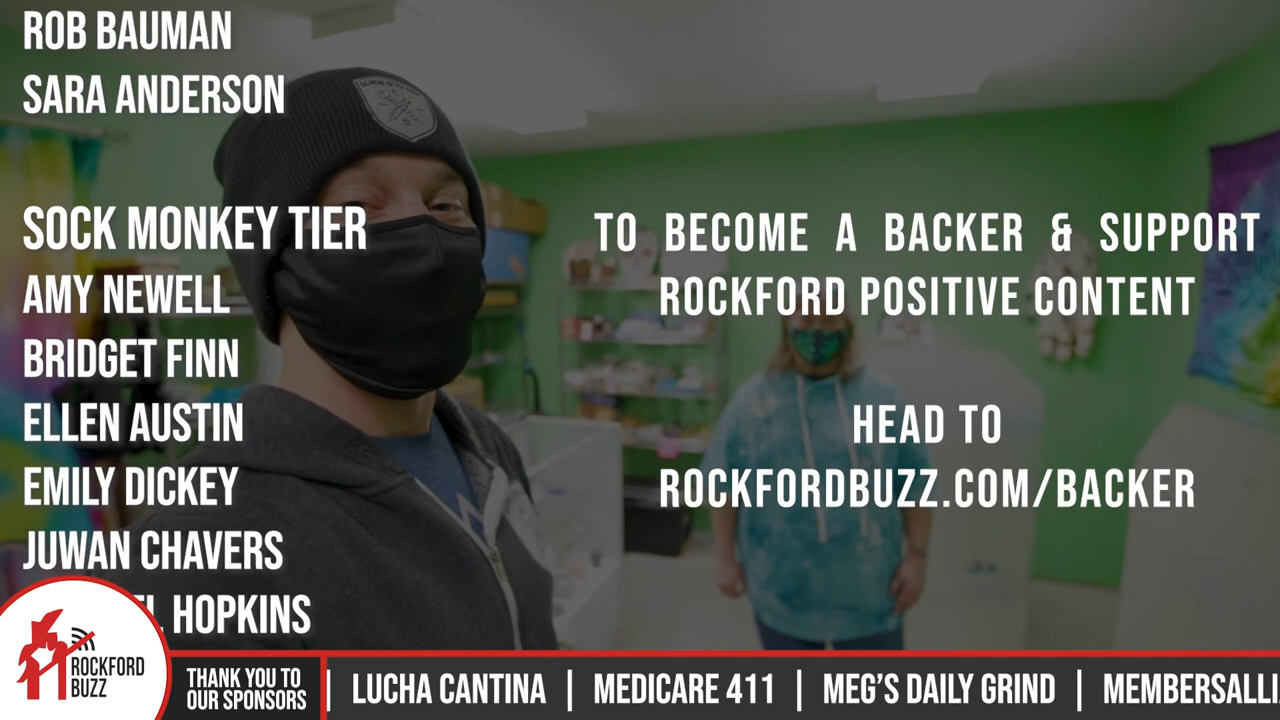 ROB BAUMAN
SARA ANDERSON
SOCK MONKEY TIER
AMY NEWELL
BRIDGET FINN
ELLEN AUSTIN
EMILY DICKEY
JUWAN CHAVERS
HOPKINS
TO BECOME A BACKER & SUPPORT
ROCKFORD POSITIVE CONTENT
HEAD TO
ROCKFORDBUZZ.COM/BACKER
ROCKFORD
BUZZ
THANK YOU TO
OUR SPONSORS
| LUCHA CANTINA | MEDICARE 411 | MEG'S DAILY GRIND | MEMBERSALLI